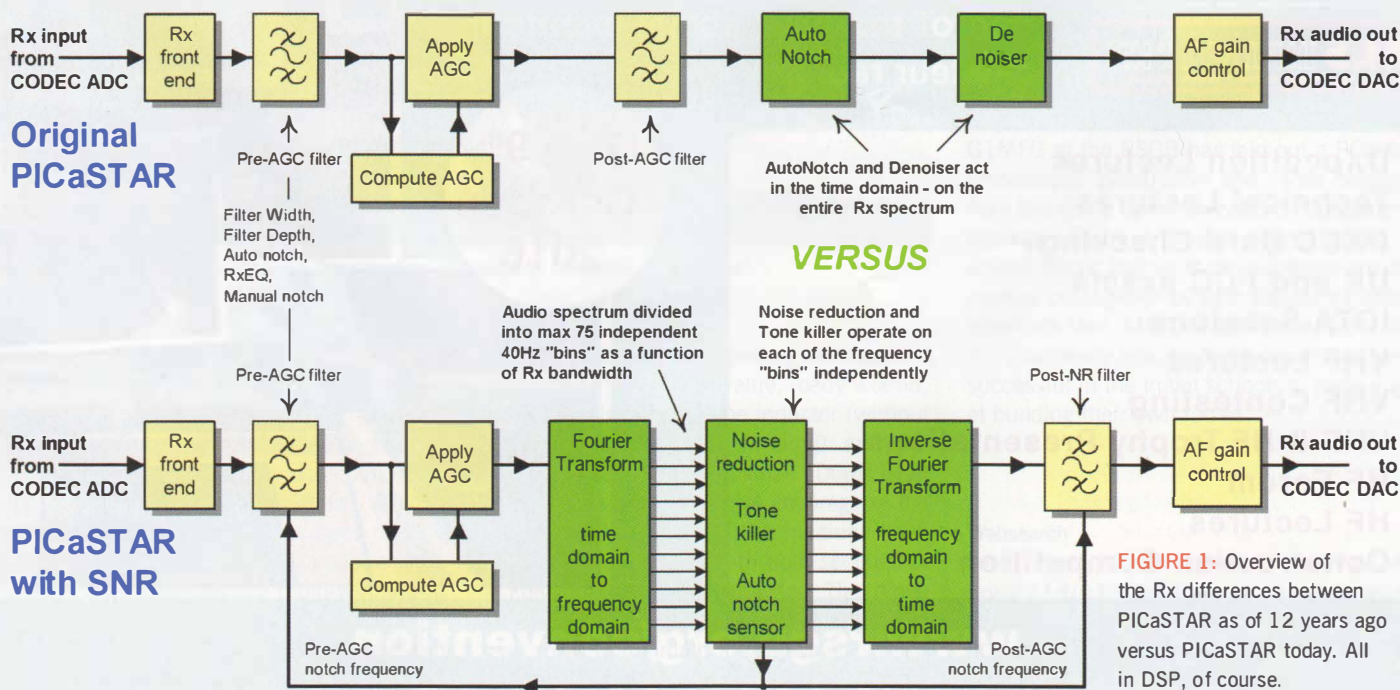 Rx input
from
CODEC ADC
Rx
front
end
Apply
AGC
Auto
Notch
De
noiser
AF gain
control
Rx audio out
to
CODEC DAC
Original
PICaSTAR
Pre-AGC filter
Compute AGC
Post-AGC filter
AutoNotch and Denoiser act
in the time domain - on the
entire Rx spectrum
Filter Width,
Filter Depth,
Auto notch,
RxEQ,
Manual notch
VERSUS
Audio spectrum divided
into max 75 independent
40Hz "bins" as a function
of Rx bandwidth
Noise reduction and
Tone killer operate on
each of the frequency
"bins" independently
Pre-AGC filter
Post-NR filter
Rx input
from
CODEC ADC
Rx
front
end
Apply
AGC
Fourier
Transform
time
domain
to
frequency
domain
Noise
reduction
Tone
killer
Auto
notch
sensor
Inverse
Fourier
Transform
frequency
domain
to
time
domain
AF gain
control
Rx audio out
to
CODEC DAC
PICaSTAR
with SNR
Compute AGC
Pre-AGC
notch frequency
Post-AGC
notch frequency
FIGURE 1: Overview of
the Rx differences between
PICaSTAR as of 12 years ago
versus PICaSTAR today. All
in DSP, of course.